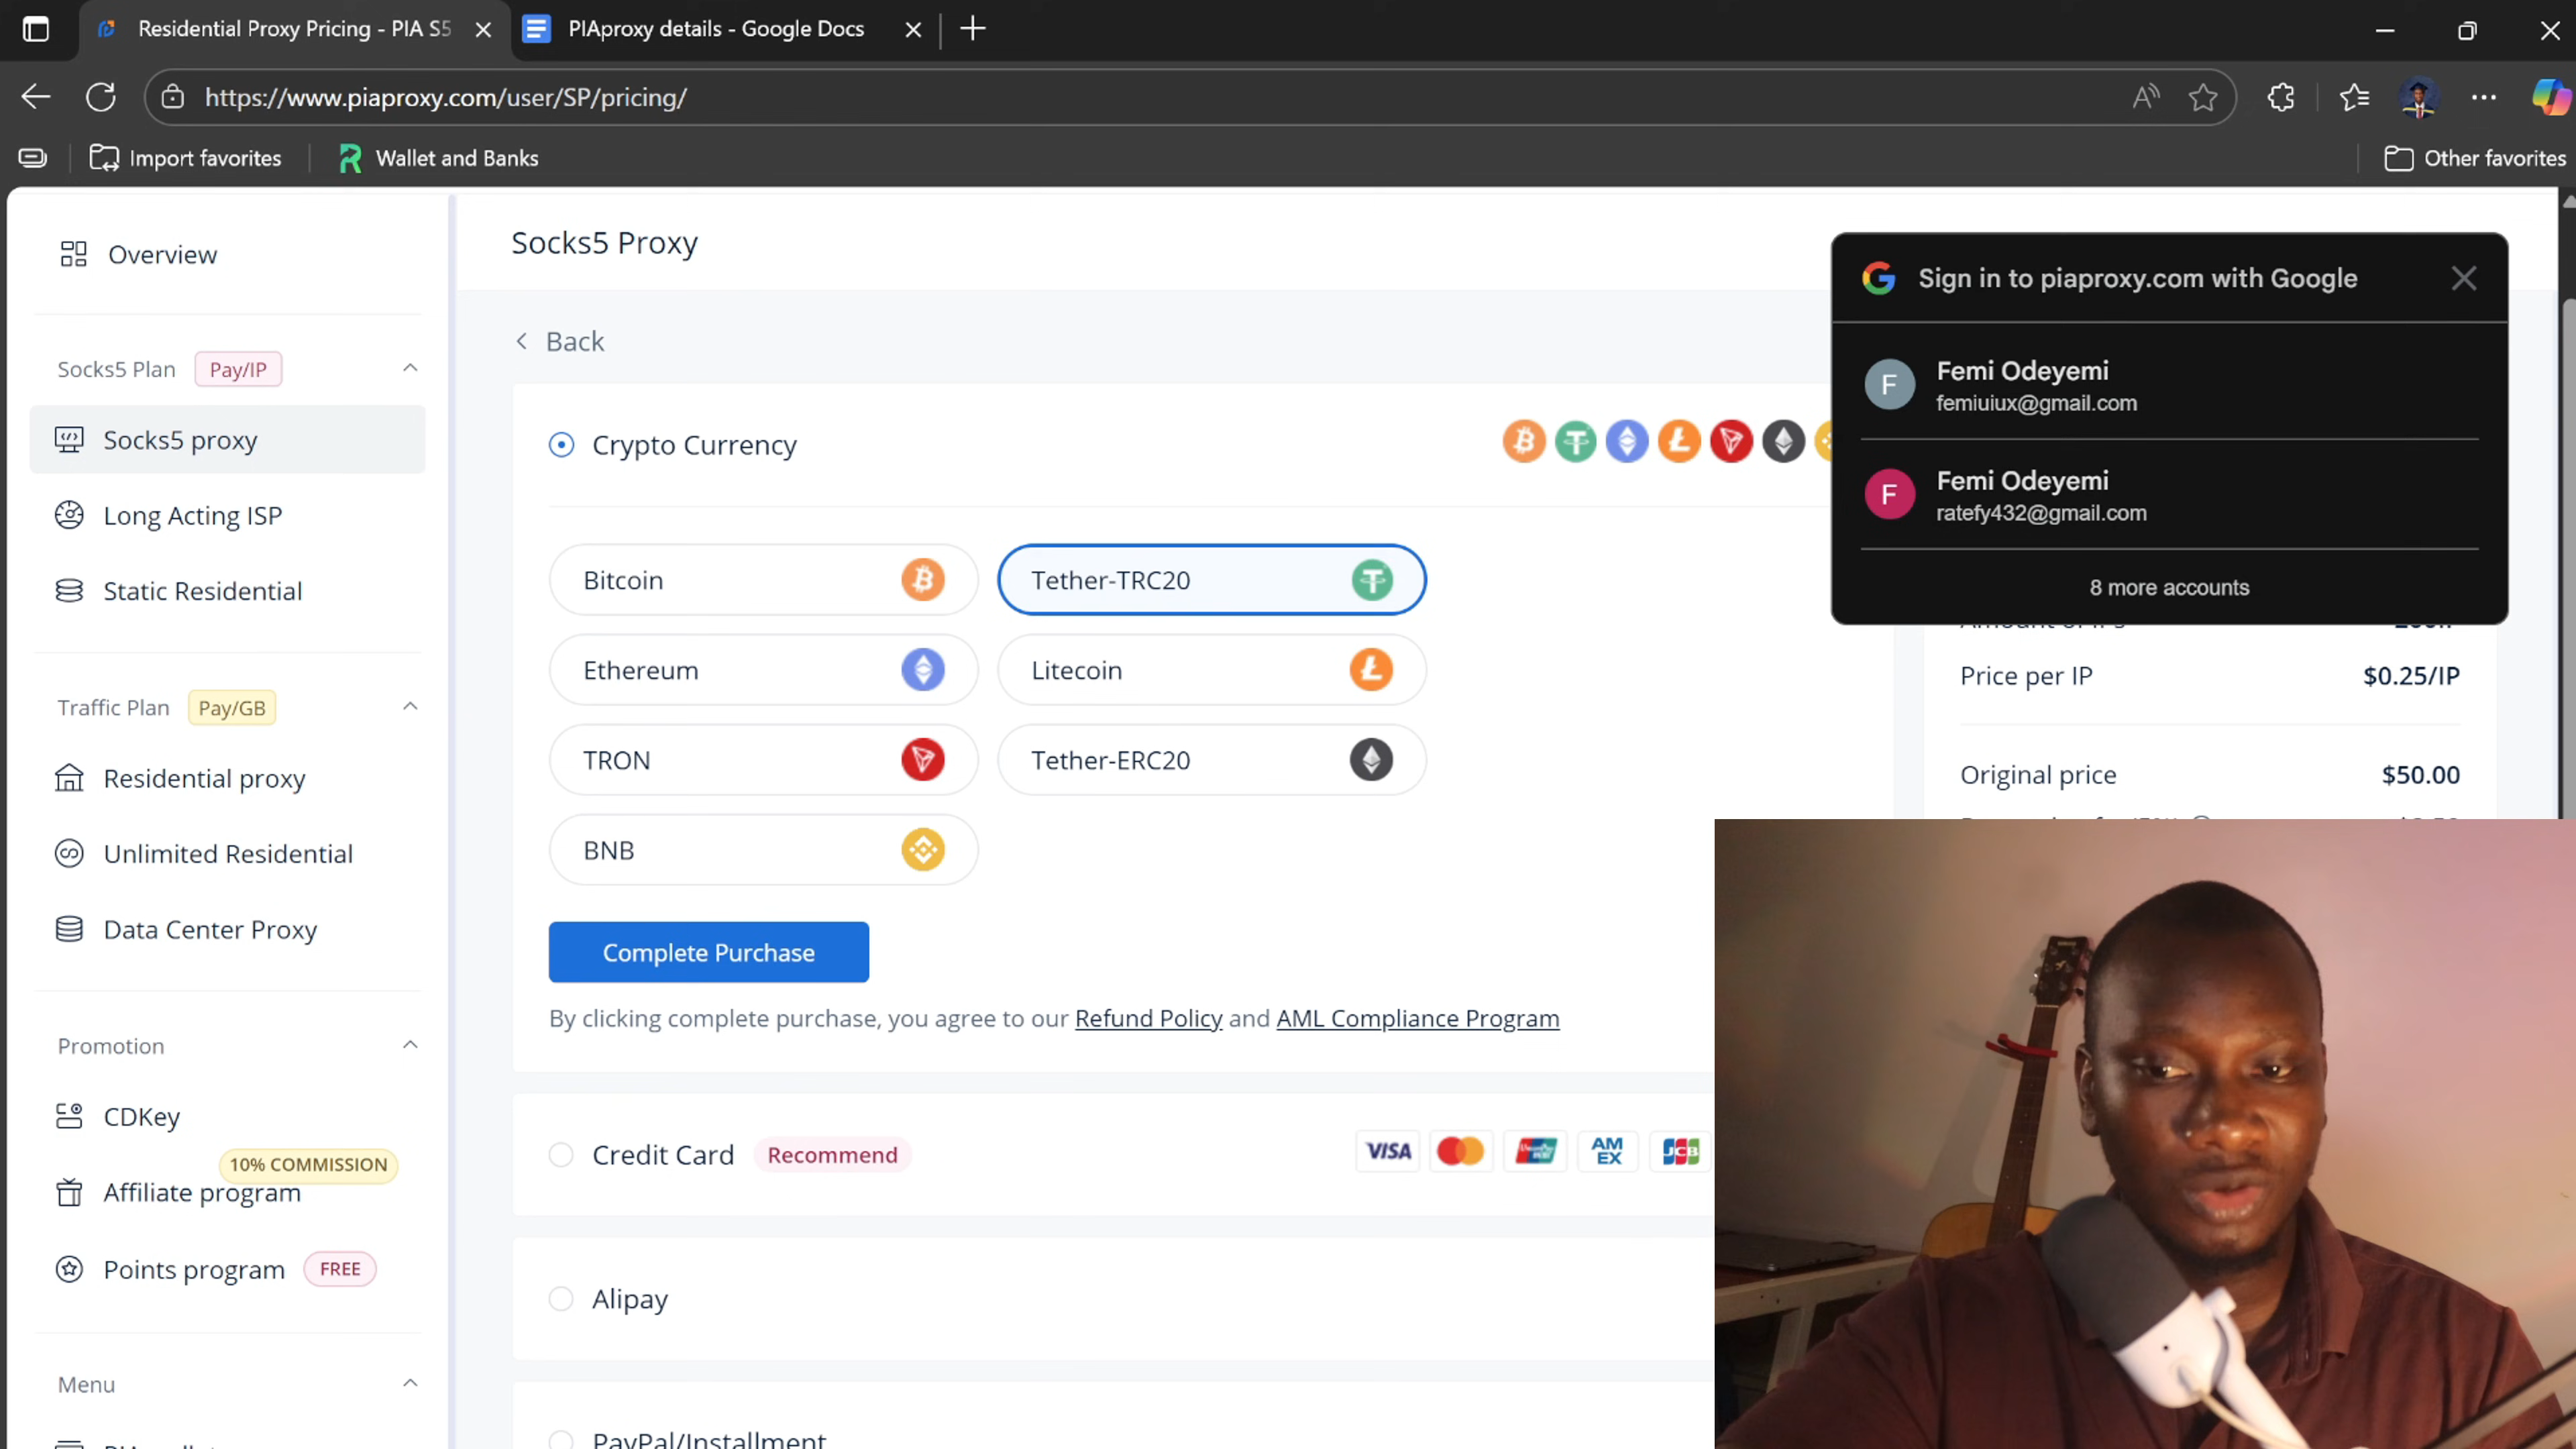 Residential Proxy Pricing - PIA S5
PIAproxy details - Google Docs
https://www.piaproxy.com/user/SP/pricing/
Import favorites
Wallet and Banks
Other favorites
Overview
Socks5 Plan Pay/IP
Socks5 proxy
Long Acting ISP
Static Residential
Traffic Plan Pay/GB
Residential proxy
Unlimited Residential
Data Center Proxy
Promotion
CDKey
10% COMMISSION
Affiliate program
Points program FREE
Menu
Socks5 Proxy
Back
Crypto Currency
Bitcoin
Tether-TRC20
Ethereum
Litecoin
TRON
Tether-ERC20
BNB
Complete Purchase
By clicking complete purchase, you agree to our Refund Policy and AML Compliance Program
Credit Card Recommend
VISA
AM
EX
JCB
Alipay
PayPal/Installment
Sign in to piaproxy.com with Google
F
Femi Odeyemi
femiuiux@gmail.com
F
Femi Odeyemi
ratefy432@gmail.com
8 more accounts
Price per IP $0.25/IP
Original price $50.00